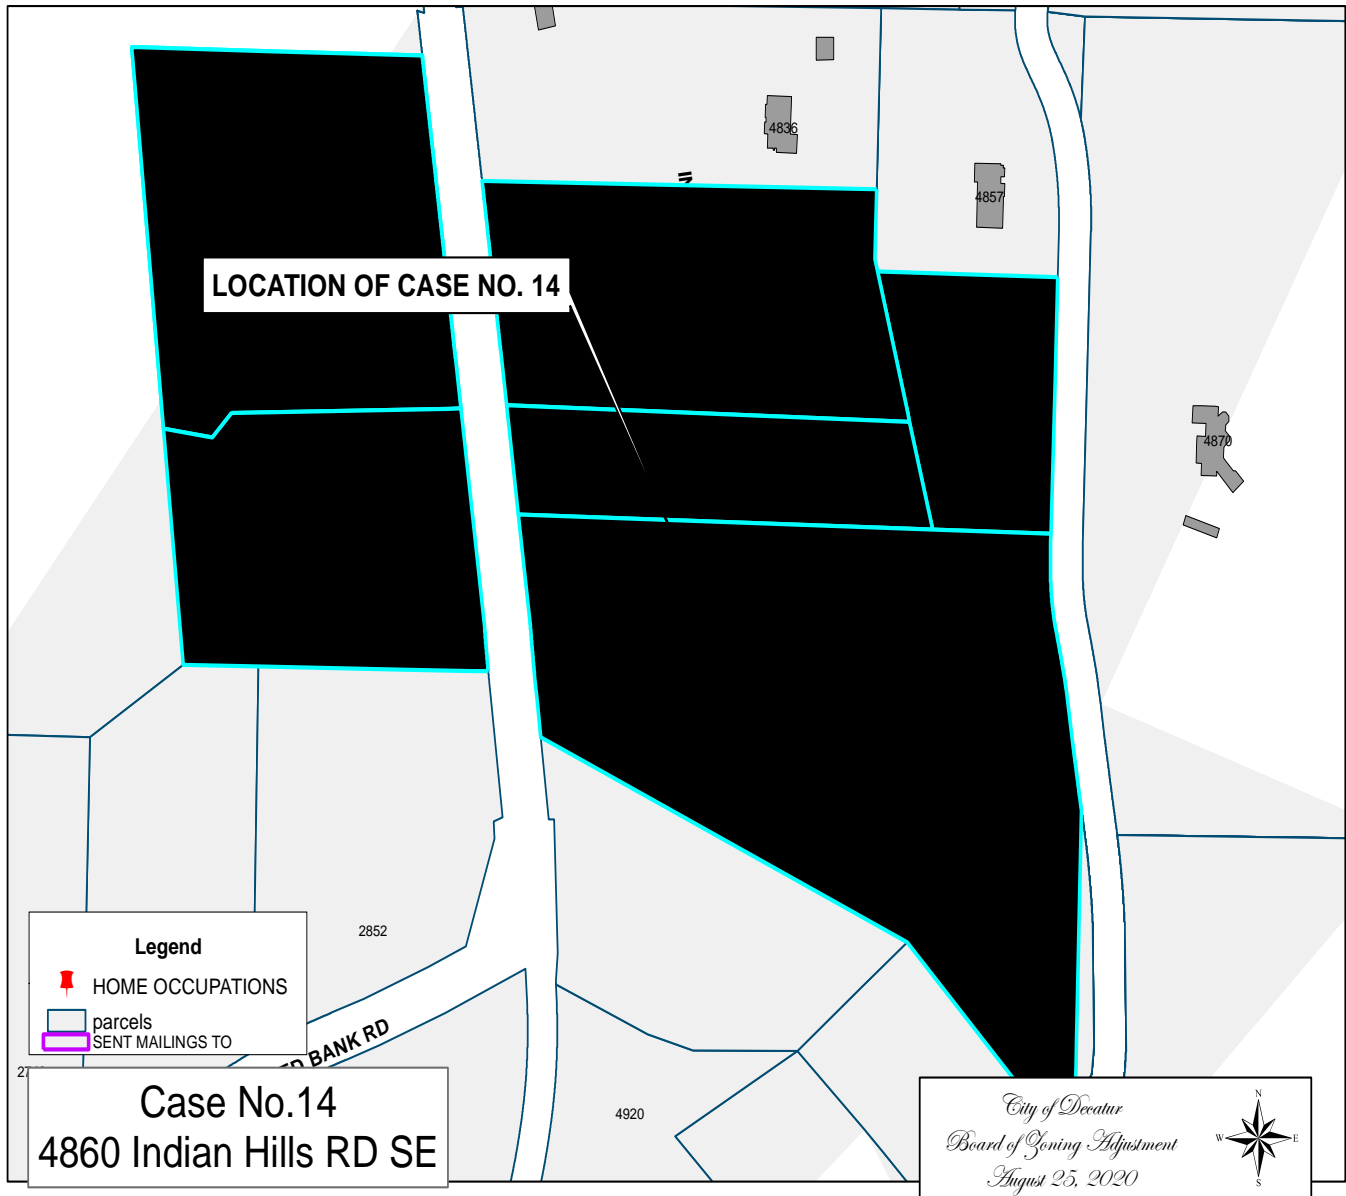 4836
4857
LOCATION OF CASE NO. 14
4870
2852
Legend
HOME OCCUPATIONS
parcels
SENT MAILINGS TO
BANK RD
4920
Case No.14
4860 Indian Hills RD SE
City of Decatur
Board of Zoning Adjustment
August 25, 2020
N
W
E
S